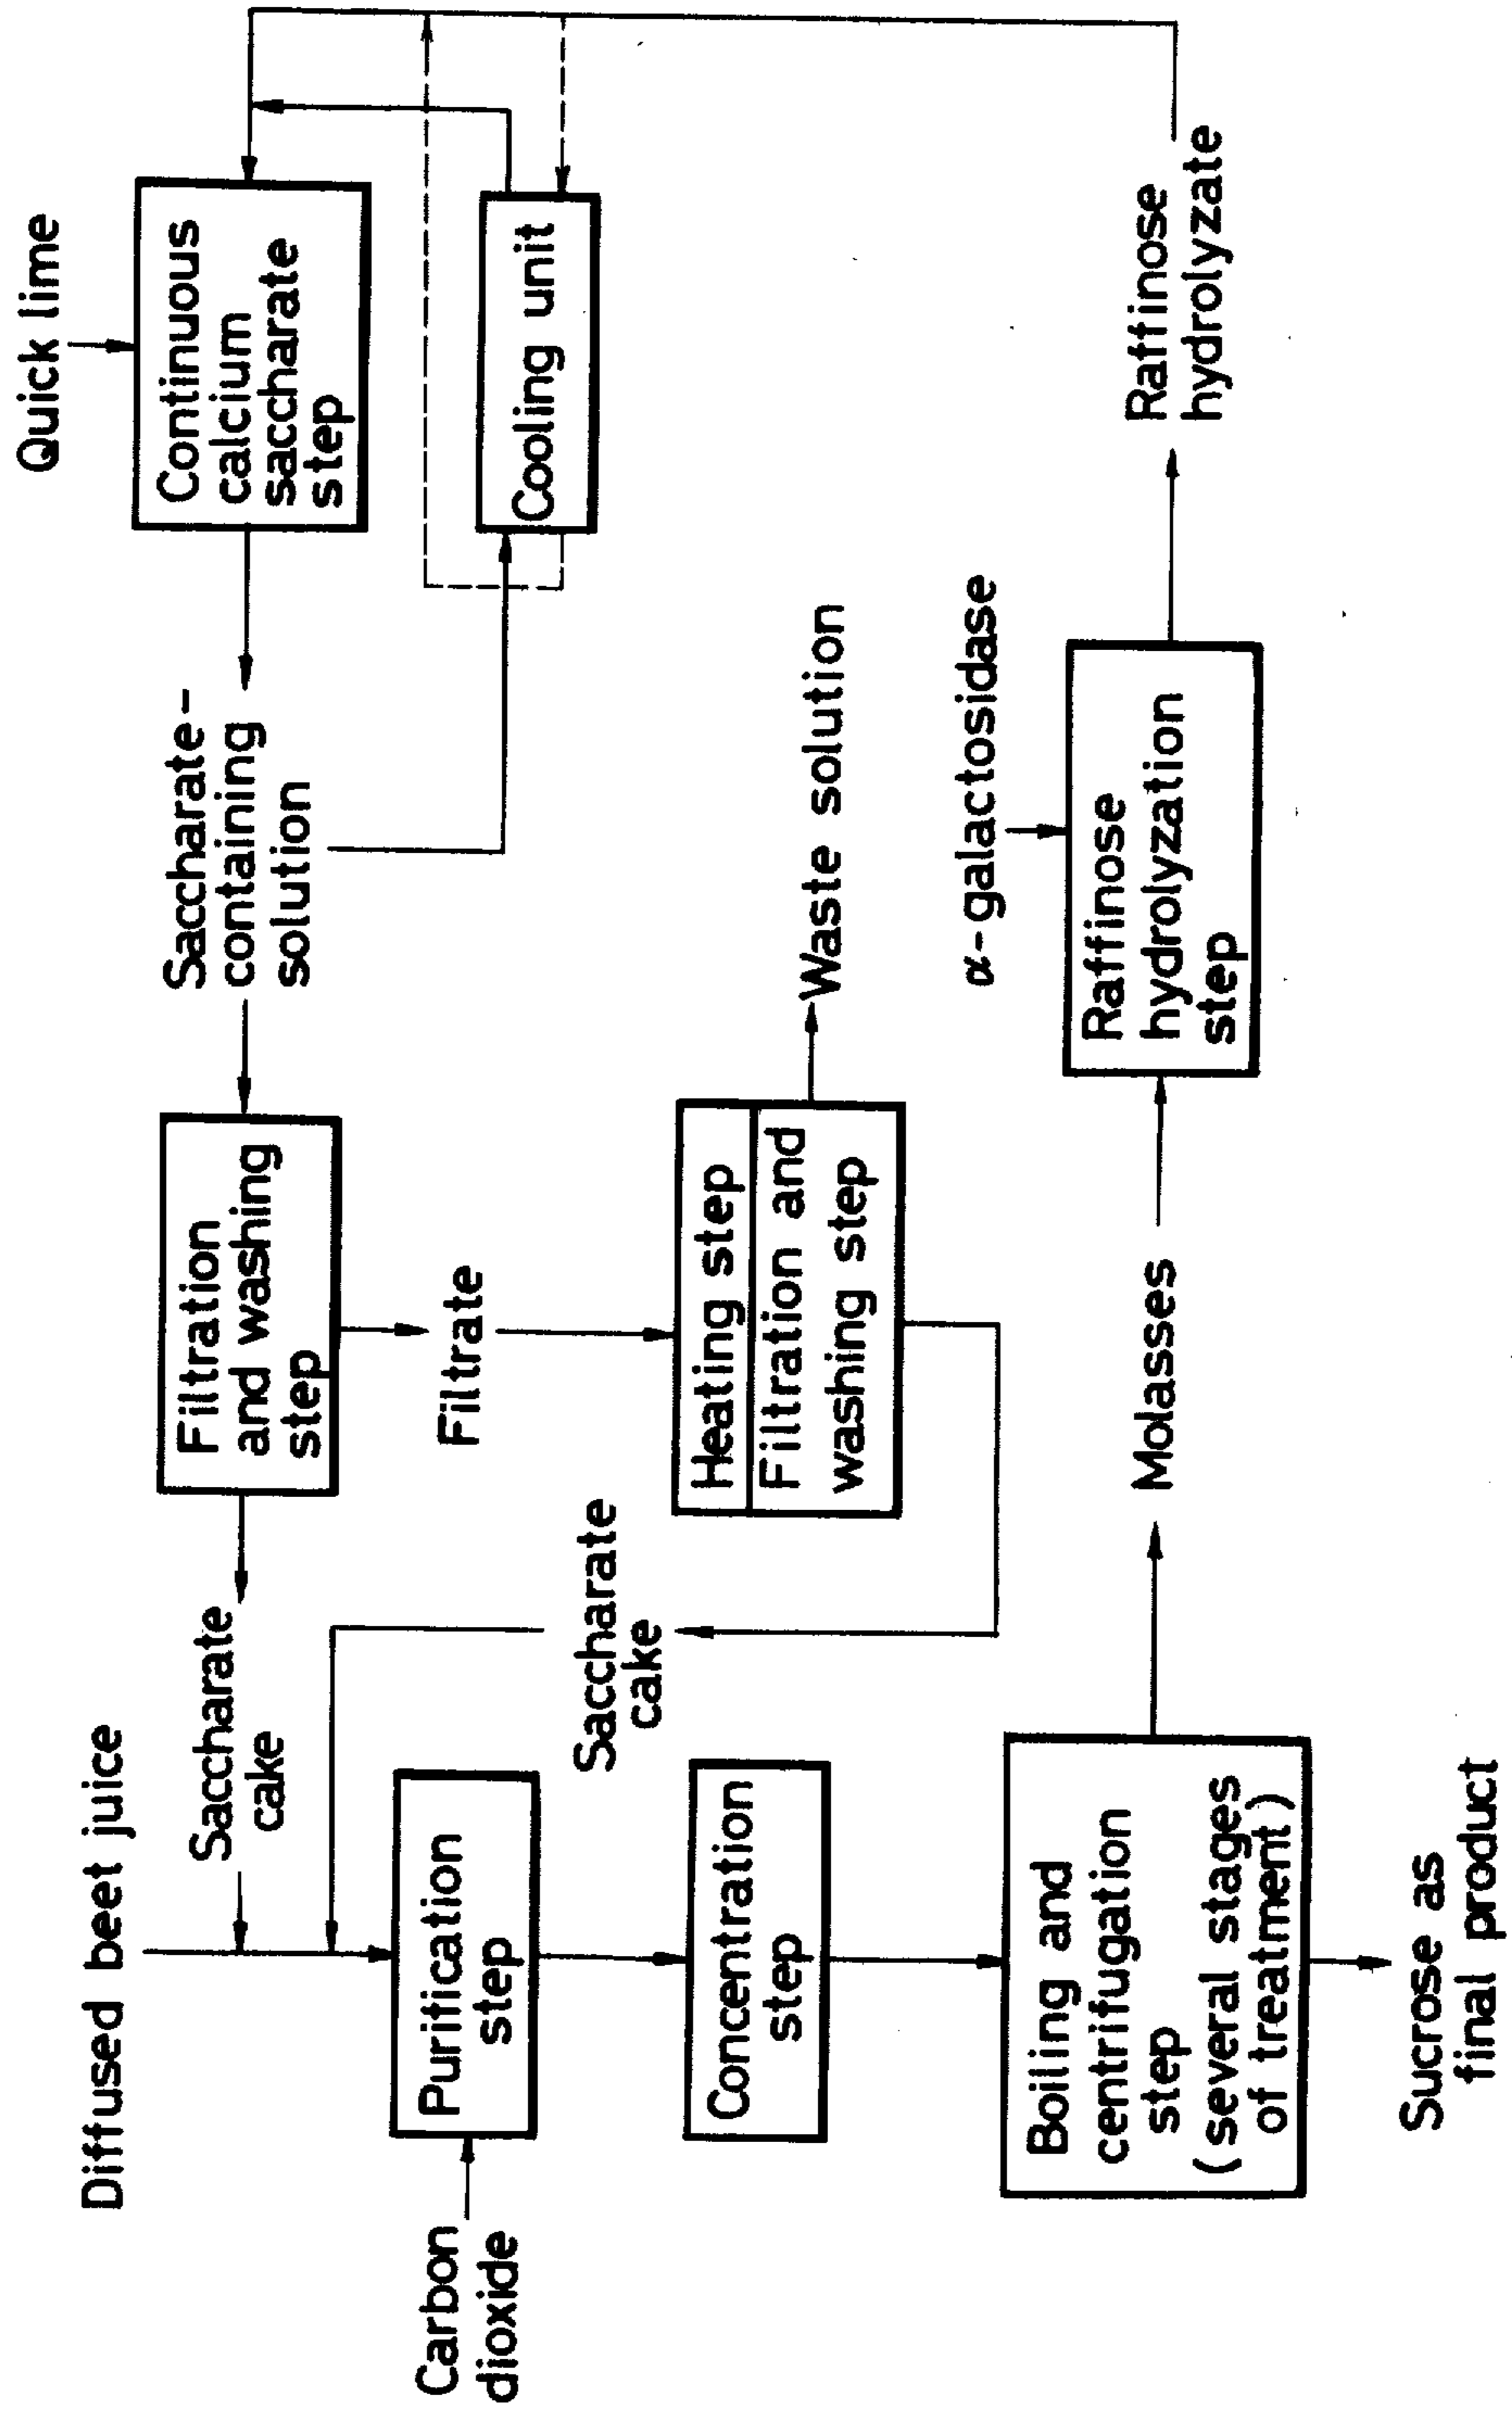 Diffused beet juice
Carbon
dioxide
Purification
step
Concentration
step
Boiling and
centrifugation
step
(several stages
of treatment)
Sucrose as
final product
Saccharate
cake
Saccharate
cake
Filtration
and washing
step
Filtrate
Heating step
Filtration and
washing step
Waste solution
Molasses
Saccharate-
containing
solution
Quick lime
Continuous
calcium
saccharate
step
Cooling unit
α-galactosidase
Raffinose
hydrolyzation
step
Raffinose
hydrolyzate